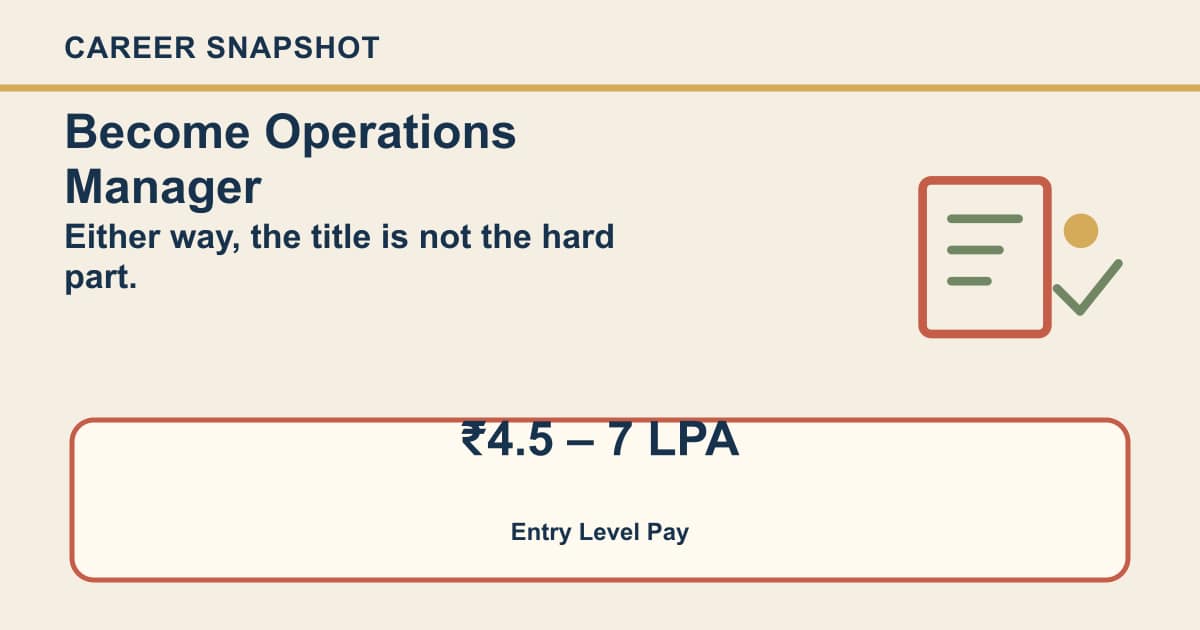 CAREER SNAPSHOT
Become Operations
Manager
Either way, the title is not the hard
part.
₹4.5 – 7 LPA
Entry Level Pay